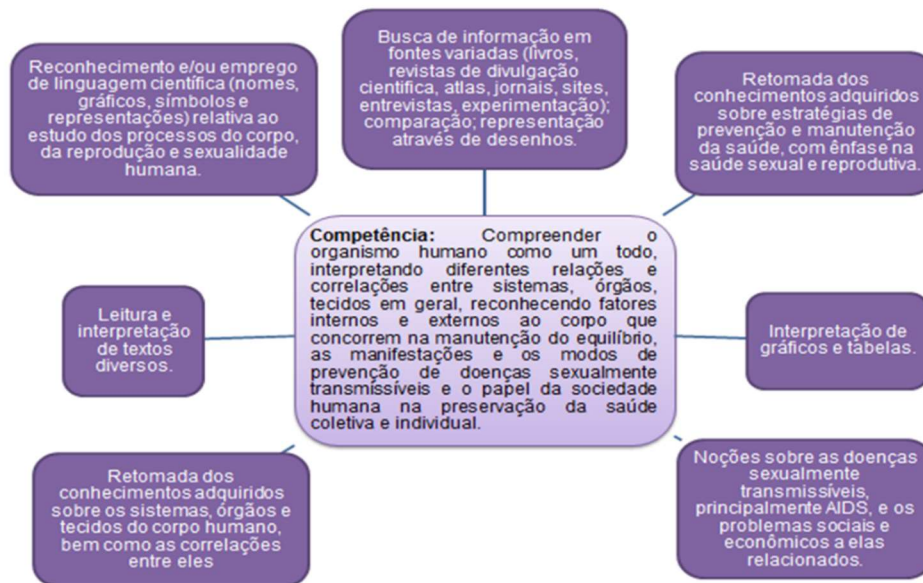 Reconhecimento e/ou emprego
de linguagem científica (nomes,
gráficos, símbolos e
representações) relativa ao
estudo dos processos do corpo,
da reprodução e sexualidade
humana.
Busca de informação em
fontes variadas (livros,
revistas de divulgação
científica, atlas, jornais, sites,
entrevistas, experimentação);
comparação; representação
através de desenhos.
Retomada dos
conhecimentos adquiridos
sobre estratégias de
prevenção e manutenção
da saúde, com ênfase na
saúde sexual e reprodutiva.
Leitura e
interpretação
de textos
diversos.
Competência: Compreender o
organismo humano como um todo,
interpretando diferentes relações e
correlações entre sistemas, órgãos,
tecidos em geral, reconhecendo fatores
internos e externos ao corpo que
concorrem na manutenção do equilíbrio,
as manifestações e os modos de
prevenção de doenças sexualmente
transmissíveis e o papel da sociedade
humana na preservação da saúde
coletiva e individual.
Interpretação de
gráficos e tabelas.
Retomada dos
conhecimentos adquiridos
sobre os sistemas, órgãos e
tecidos do corpo humano,
bem como as correlações
entre eles
Noções sobre as doenças
sexualmente
transmissíveis,
principalmente AIDS, e os
problemas sociais e
econômicos a elas
relacionados.